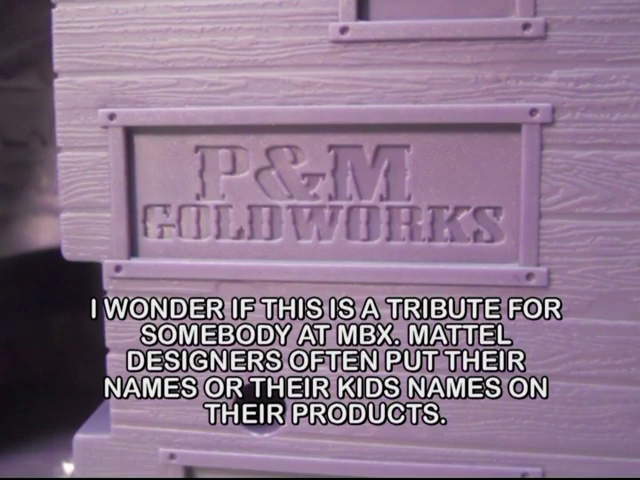 P&M
GOLDWORKS
I WONDER IF THIS IS A TRIBUTE FOR
SOMEBODY AT MBX. MATTEL
DESIGNERS OFTEN PUT THEIR
NAMES OR THEIR KIDS NAMES ON
THEIR PRODUCTS.